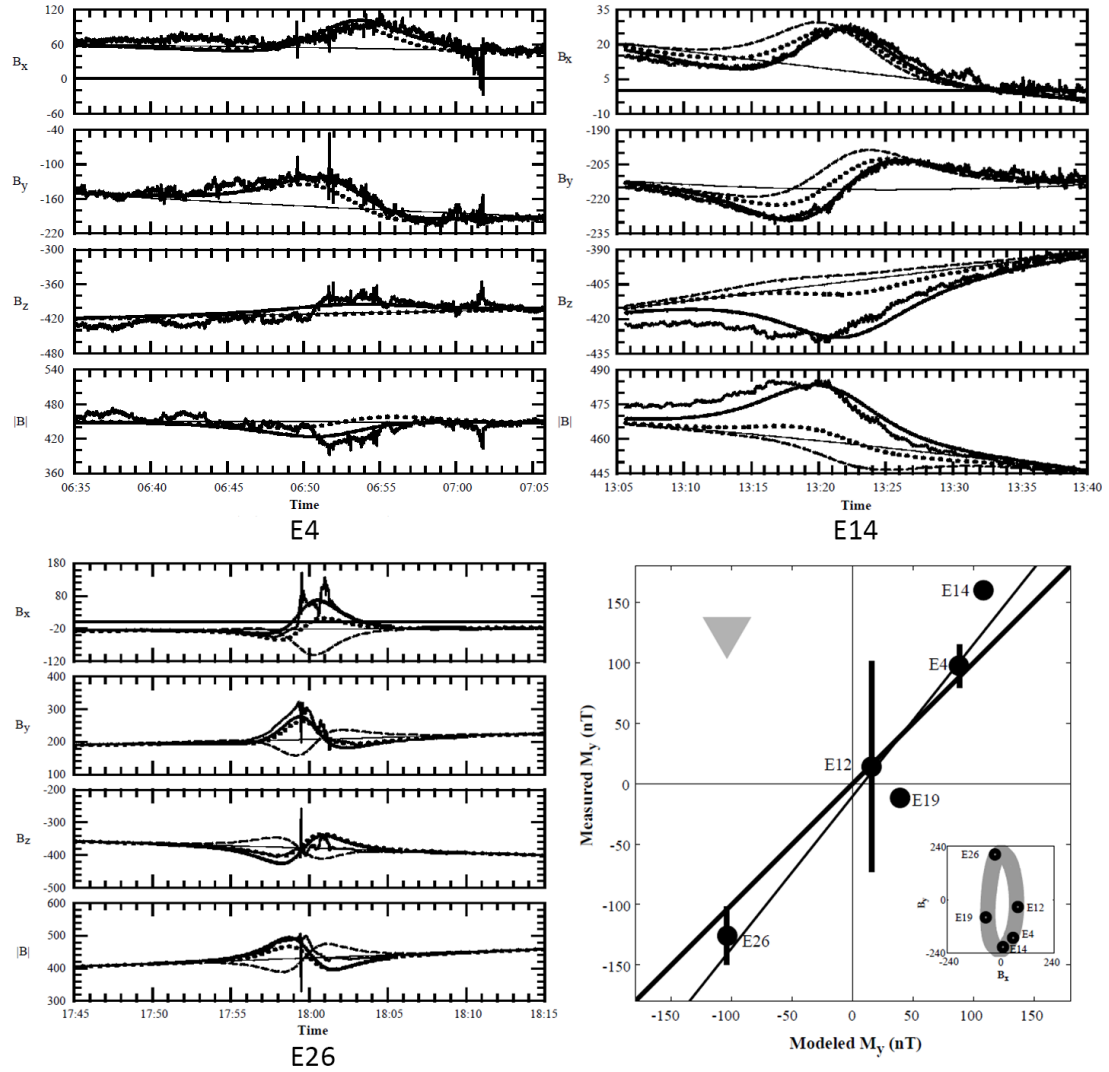 120
60
0
-60
Bx
-40
-100
-160
-220
By
-300
-360
-420
-480
Bz
540
450
420
360
|B|
06:35 06:40 06:45 06:50 06:55 07:00 07:05
Time
E4
35
20
5
-10
Bx
-190
-205
-220
-235
By
-390
-405
-420
-435
Bz
490
475
460
445
|B|
13:05 13:10 13:17 13:20 13:25 13:30 13:35 13:40
Time
E14
180
80
-20
-120
Bx
400
300
200
100
By
-200
-300
-400
-500
Bz
600
500
400
300
|B|
17:45 17:50 17:55 18:00 18:05 18:10 18:15
Time
E26
Measured My (nT)
150
100
50
0
-50
-100
-150
E14
E4
E12
E19
E26
240
0
-240
By
E26
E19
E12
E4
E14
-240 0 240
Bx
-150 -100 -50 0 50 100 150
Modeled My (nT)